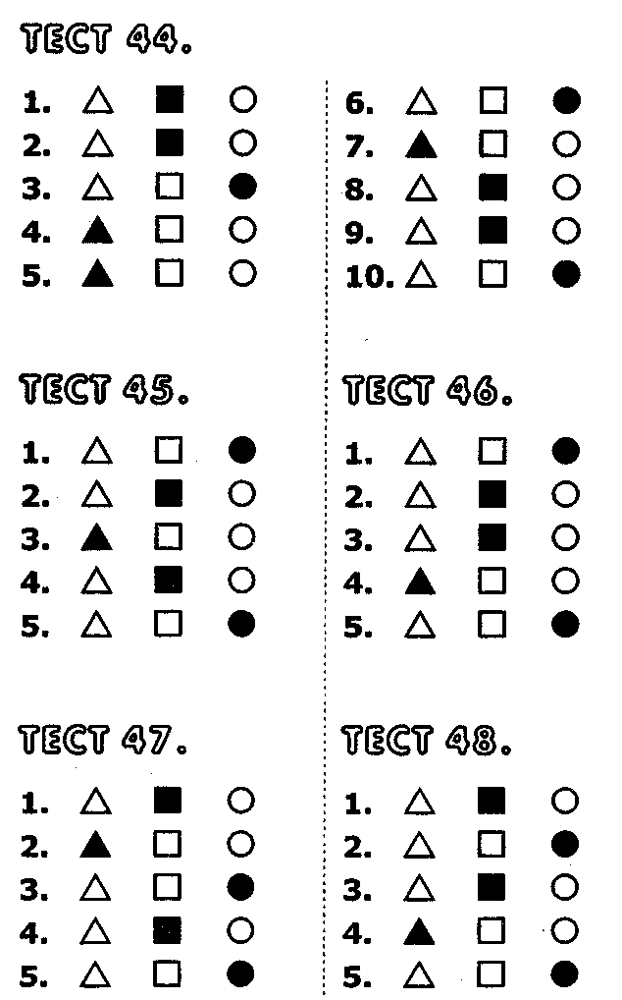 ТЕСТ 44.
1. △ ■ ○
2. △ ■ ○
3. △ □ ●
4. ▲ □ ○
5. ▲ □ ○
6. △ □ ●
7. ▲ □ ○
8. △ ■ ○
9. △ ■ ○
10. △ □ ●
ТЕСТ 45.
1. △ □ ●
2. △ ■ ○
3. ▲ □ ○
4. △ ■ ○
5. △ □ ●
ТЕСТ 46.
1. △ □ ●
2. △ ■ ○
3. △ ■ ○
4. ▲ □ ○
5. △ □ ●
ТЕСТ 47.
1. △ ■ ○
2. ▲ □ ○
3. △ □ ●
4. △ ■ ○
5. △ □ ●
ТЕСТ 48.
1. △ ■ ○
2. △ □ ●
3. △ ■ ○
4. ▲ □ ○
5. △ □ ●